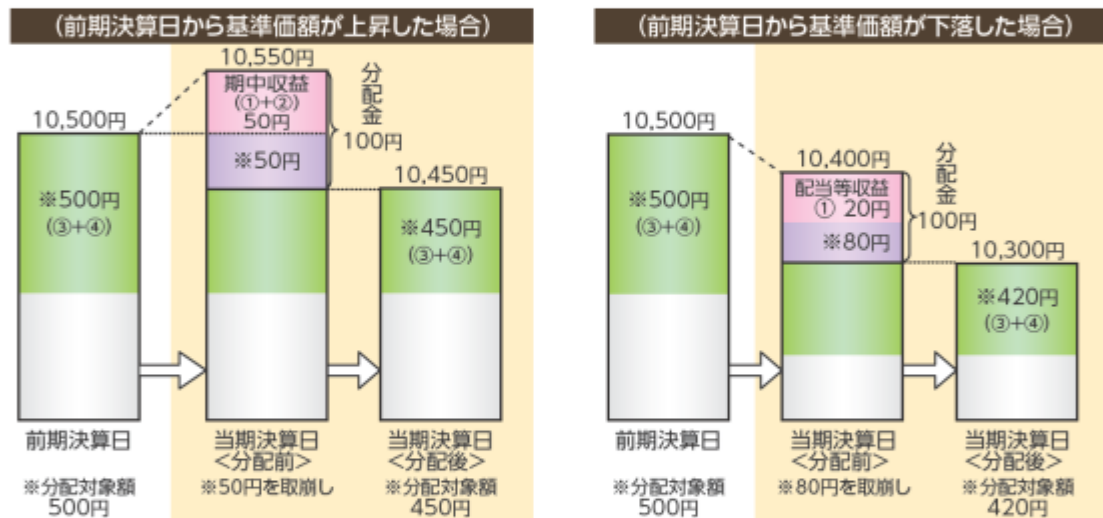 (前期決算日から基準価額が上昇した場合)
10,550円
期中収益
(①+②)
50円
※50円
分配金
100円
10,500円
※500円
(③+④)
10,450円
※450円
(③+④)
前期決算日
当期決算日
<分配前>
当期決算日
<分配後>
※分配対象額
500円
※50円を取崩し
※分配対象額
450円
(前期決算日から基準価額が下落した場合)
10,500円
※500円
(③+④)
10,400円
配当等収益
① 20円
※80円
分配金
100円
10,300円
※420円
(③+④)
前期決算日
当期決算日
<分配前>
当期決算日
<分配後>
※分配対象額
500円
※80円を取崩し
※分配対象額
420円